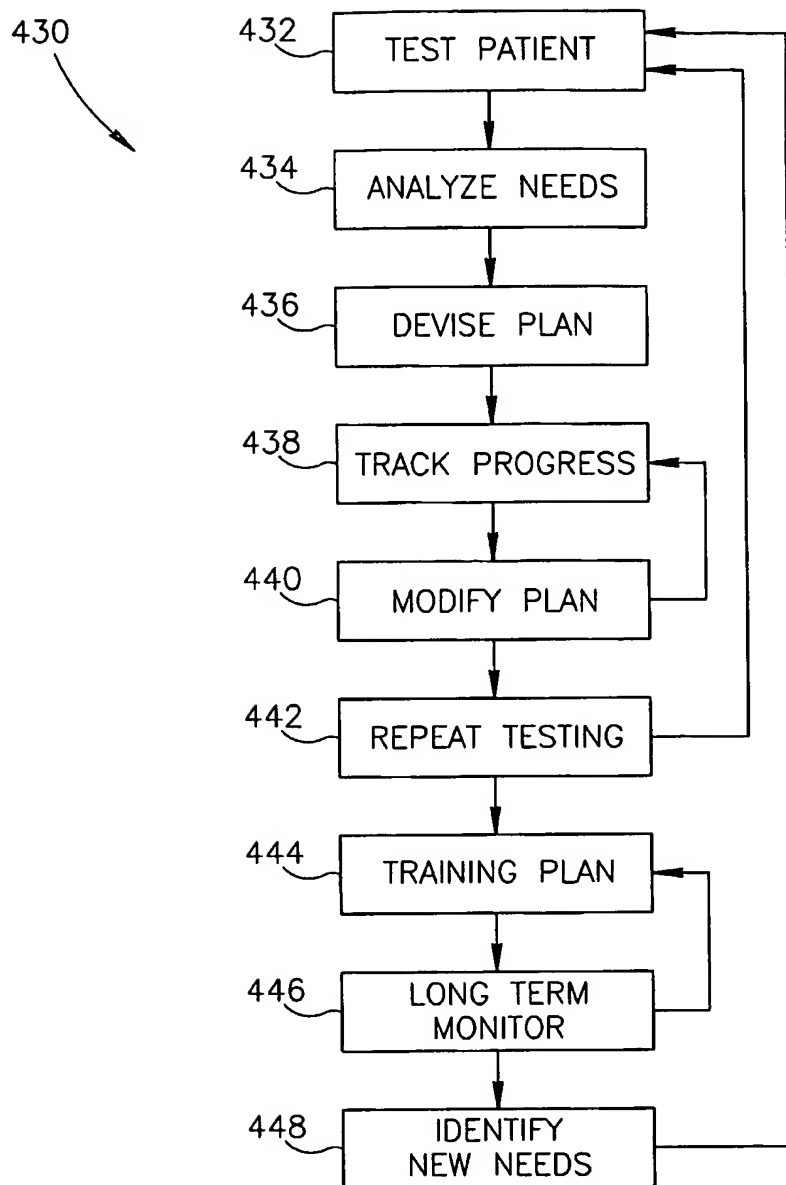 430
432
TEST PATIENT
434
ANALYZE NEEDS
436
DEVISE PLAN
438
TRACK PROGRESS
440
MODIFY PLAN
442
REPEAT TESTING
444
TRAINING PLAN
446
LONG TERM
MONITOR
448
IDENTIFY
NEW NEEDS